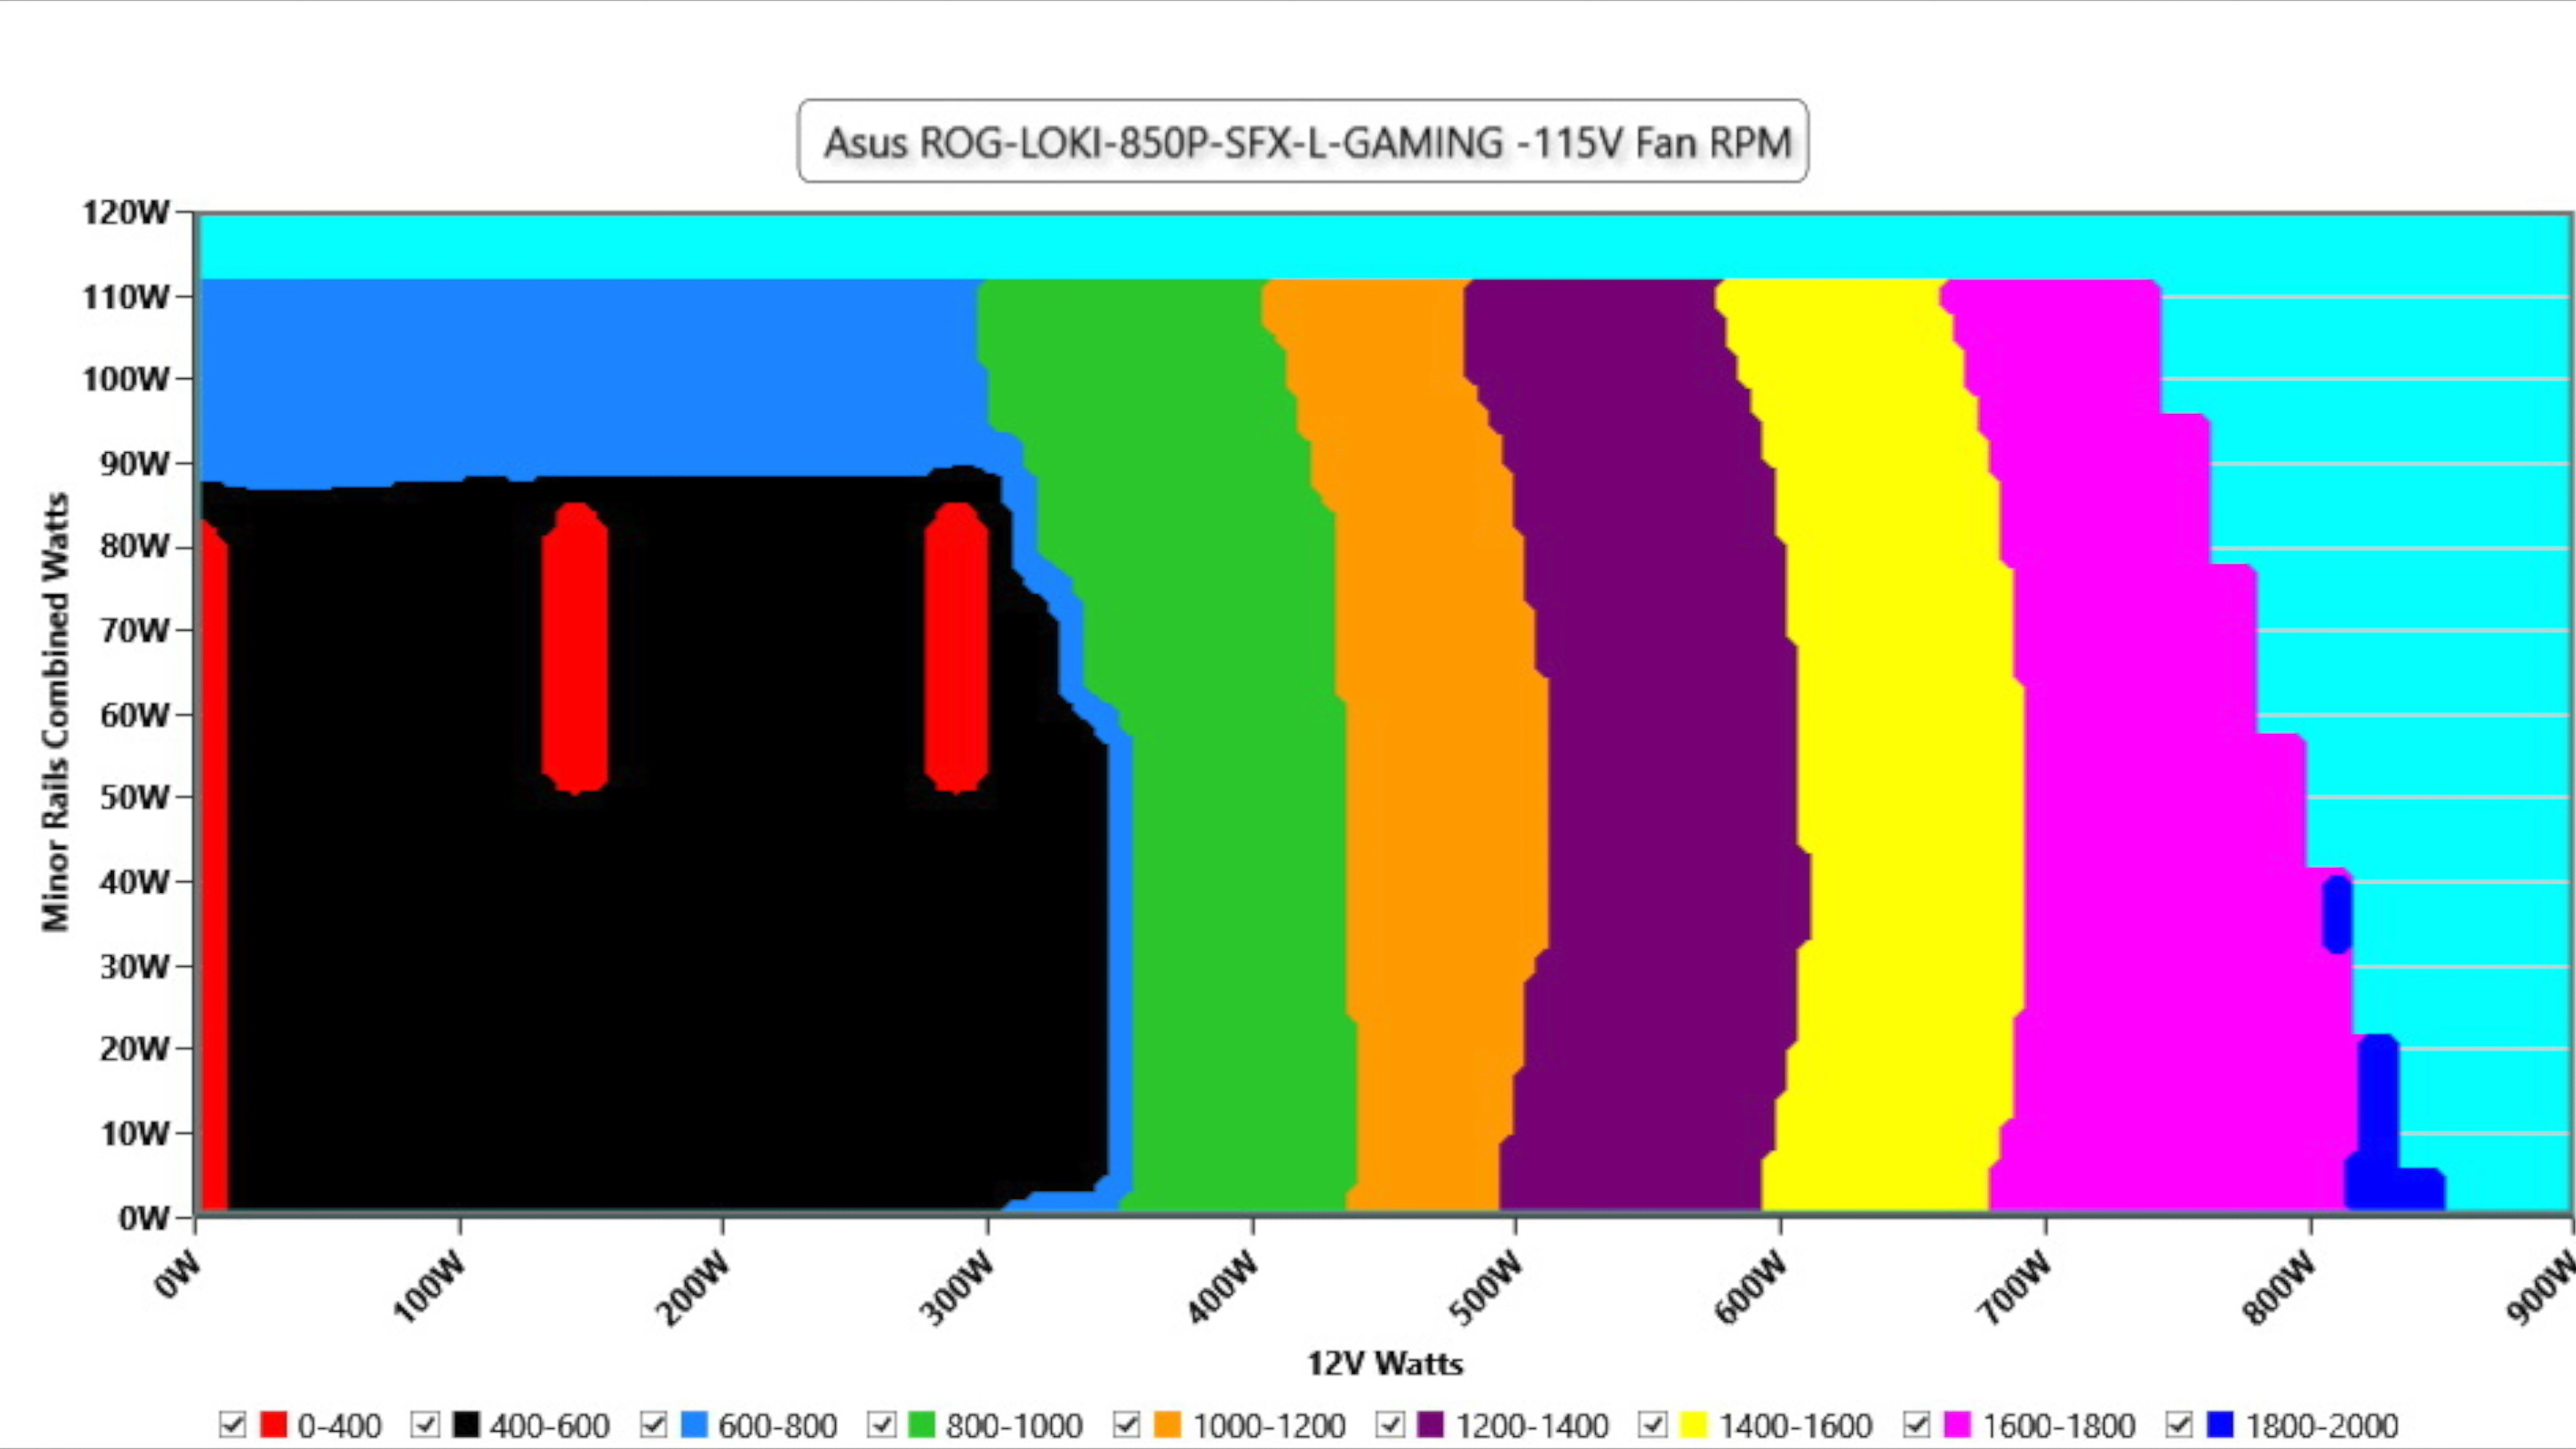 Asus ROG-LOKI-850P-SFX-L-GAMING -115V Fan RPM
120W
110W
100W
90W
80W
70W
60W
50W
40W
30W
20W
10W
0W
Minor Rails Combined Watts
0W 100W 200W 300W 400W 500W 600W 700W 800W 900W
12V Watts
0-400 400-600 600-800 800-1000 1000-1200 1200-1400 1400-1600 1600-1800 1800-2000